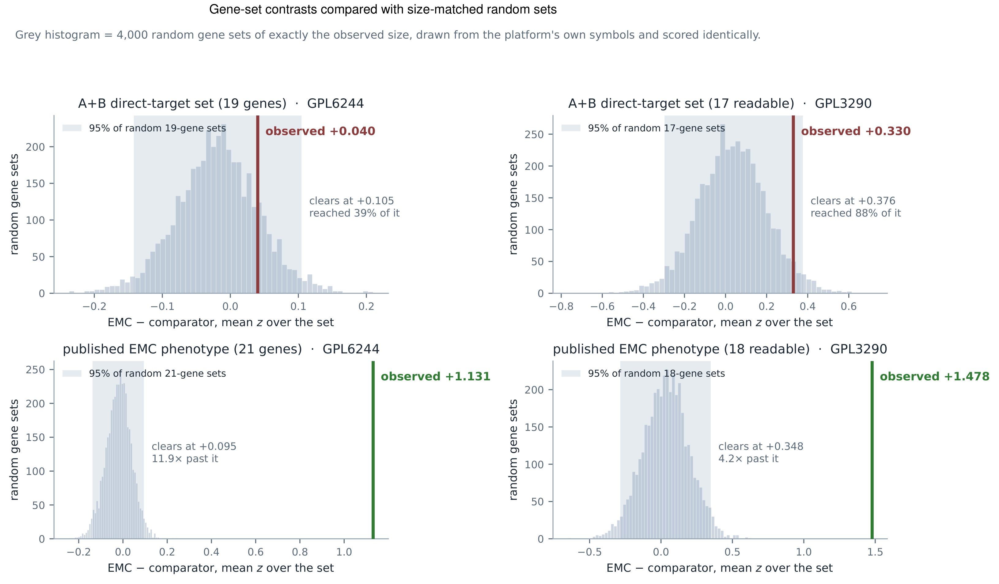 Gene-set contrasts compared with size-matched random sets
Grey histogram = 4,000 random gene sets of exactly the observed size, drawn from the platform's own symbols and scored identically.
A+B direct-target set (19 genes) · GPL6244
95% of random 19-gene sets
observed +0.040
clears at +0.105
reached 39% of it
random gene sets
0
50
100
150
200
−0.2
−0.1
0.0
0.1
0.2
EMC − comparator, mean z over the set
A+B direct-target set (17 readable) · GPL3290
95% of random 17-gene sets
observed +0.330
clears at +0.376
reached 88% of it
random gene sets
0
50
100
150
200
250
−0.8
−0.6
−0.4
−0.2
0.0
0.2
0.4
0.6
EMC − comparator, mean z over the set
published EMC phenotype (21 genes) · GPL6244
95% of random 21-gene sets
observed +1.131
clears at +0.095
11.9× past it
random gene sets
0
50
100
150
200
250
−0.2
0.0
0.2
0.4
0.6
0.8
1.0
EMC − comparator, mean z over the set
published EMC phenotype (18 readable) · GPL3290
95% of random 18-gene sets
observed +1.478
clears at +0.348
4.2× past it
random gene sets
0
50
100
150
200
−0.5
0.0
0.5
1.0
1.5
EMC − comparator, mean z over the set